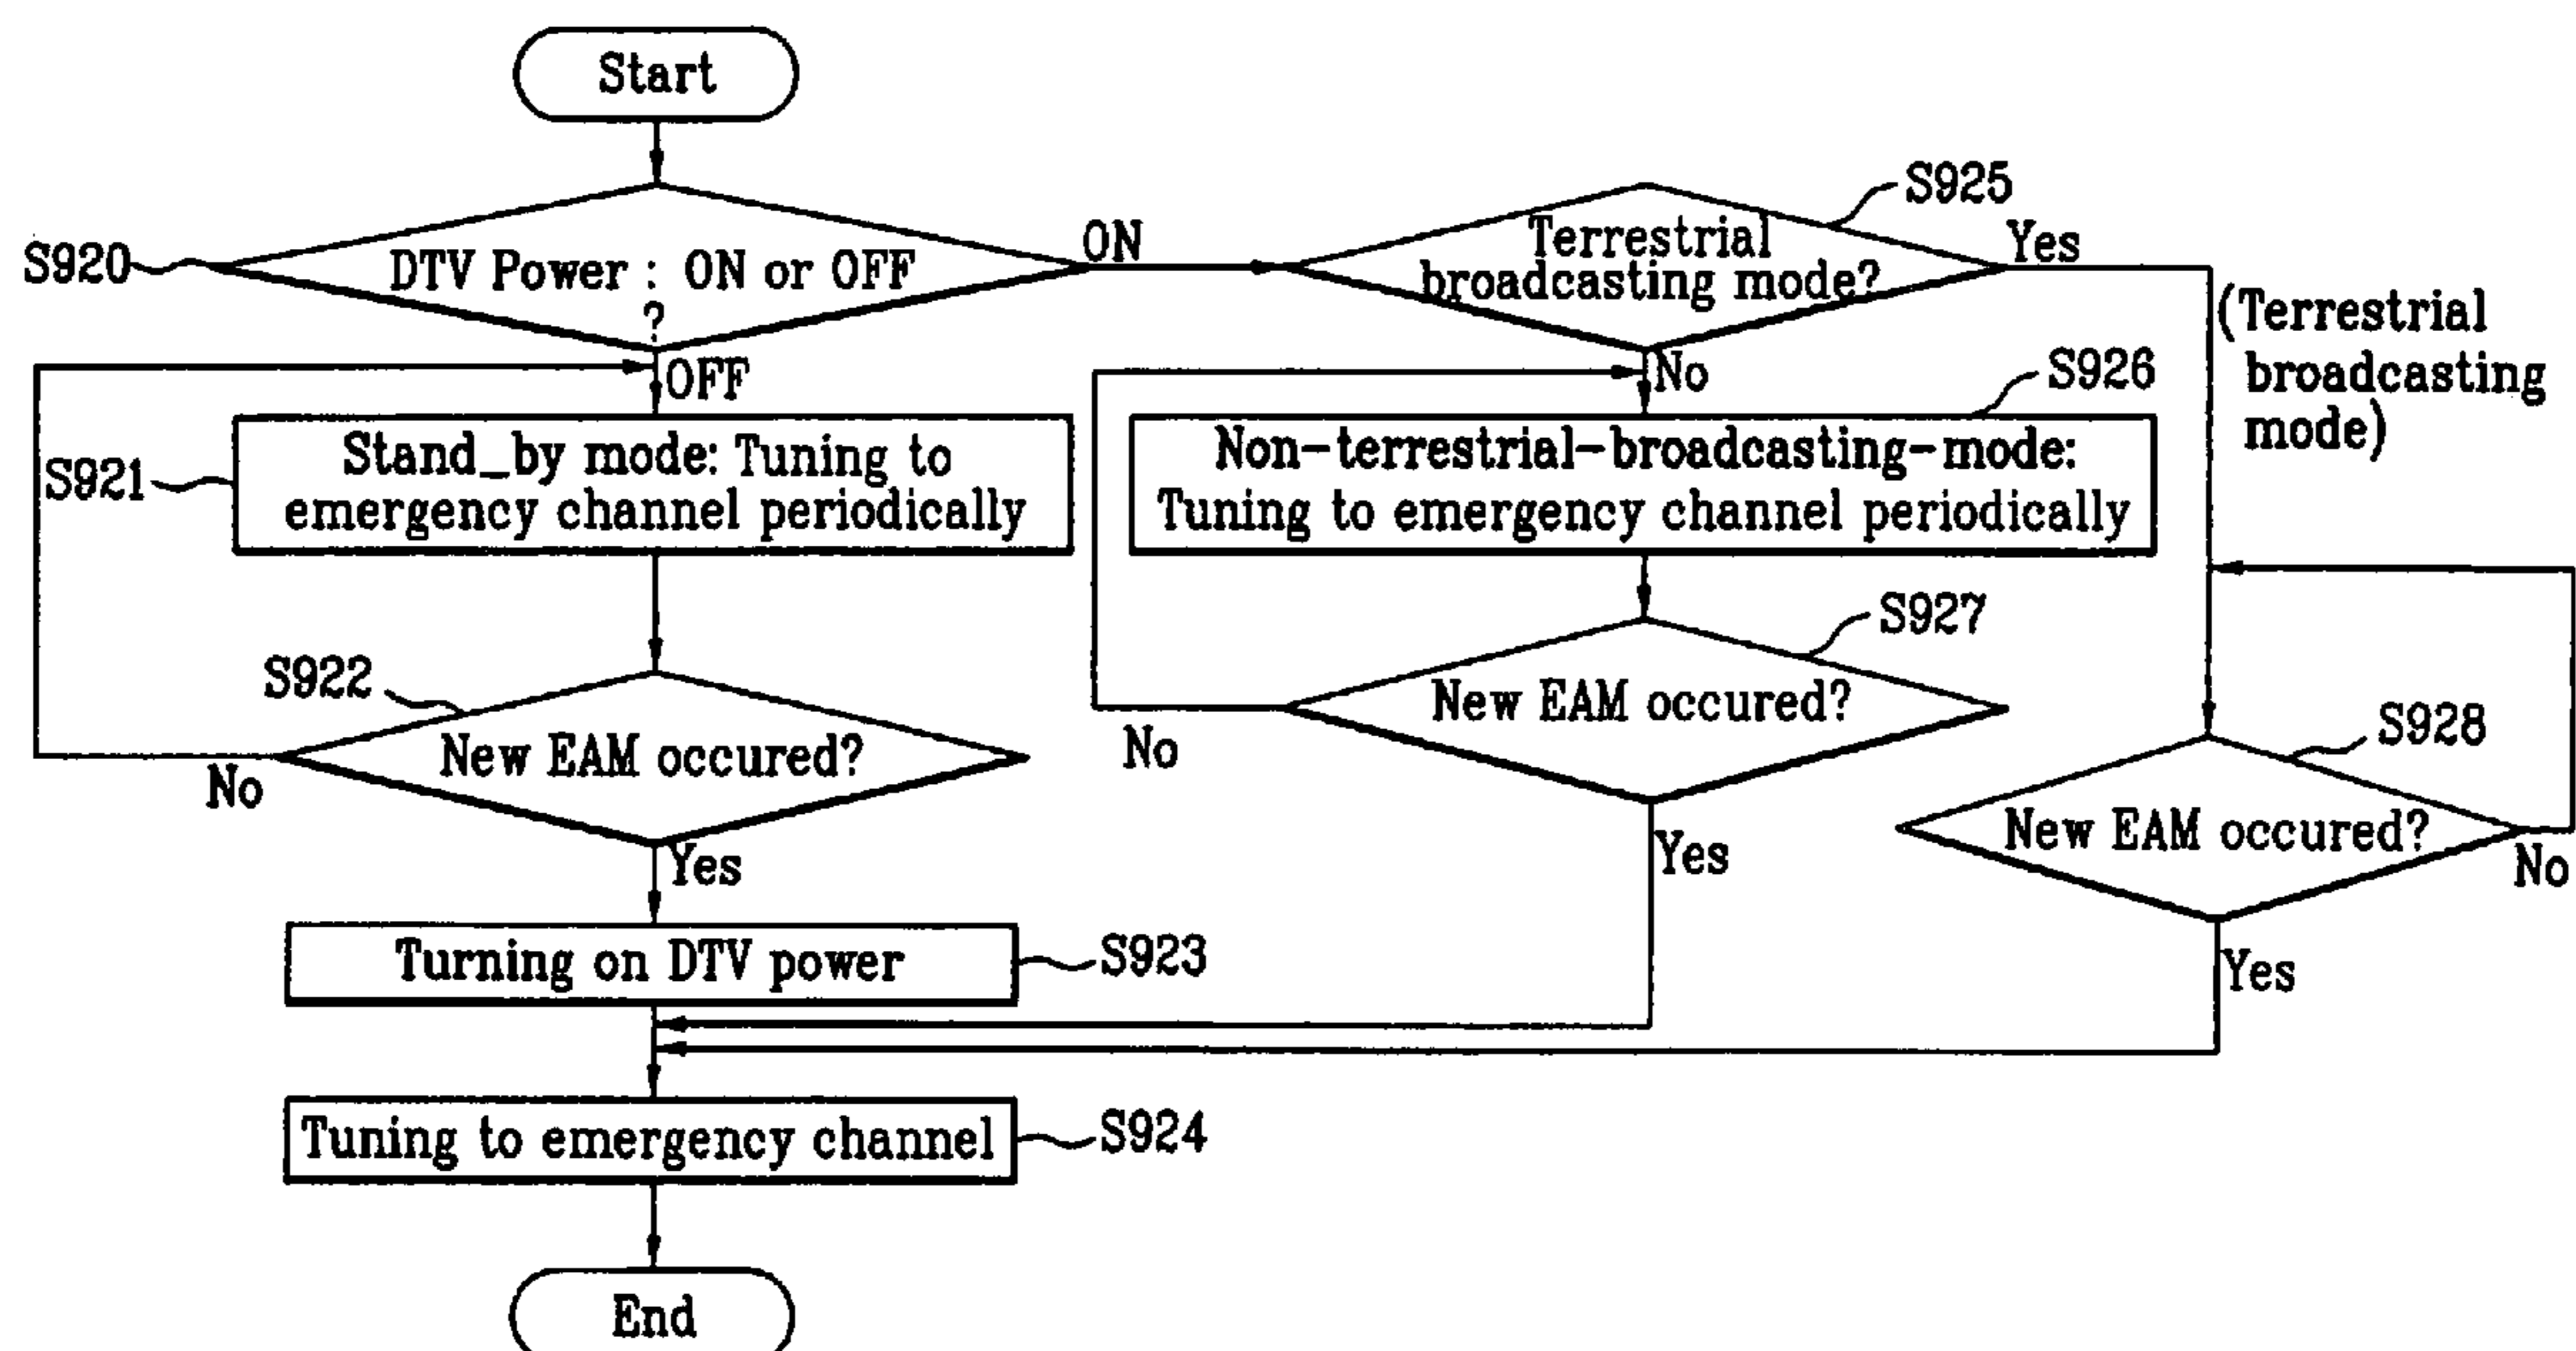 Start
S920
DTV Power : ON or OFF
?
ON
OFF
S925
Terrestrial
broadcasting mode?
Yes
(Terrestrial
broadcasting
mode)
No
S921
Stand_by mode: Tuning to
emergency channel periodically
S926
Non-terrestrial-broadcasting-mode:
Tuning to emergency channel periodically
S922
New EAM occured?
No
Yes
S927
New EAM occured?
No
Yes
S928
New EAM occured?
No
Yes
Turning on DTV power
S923
Tuning to emergency channel
S924
End